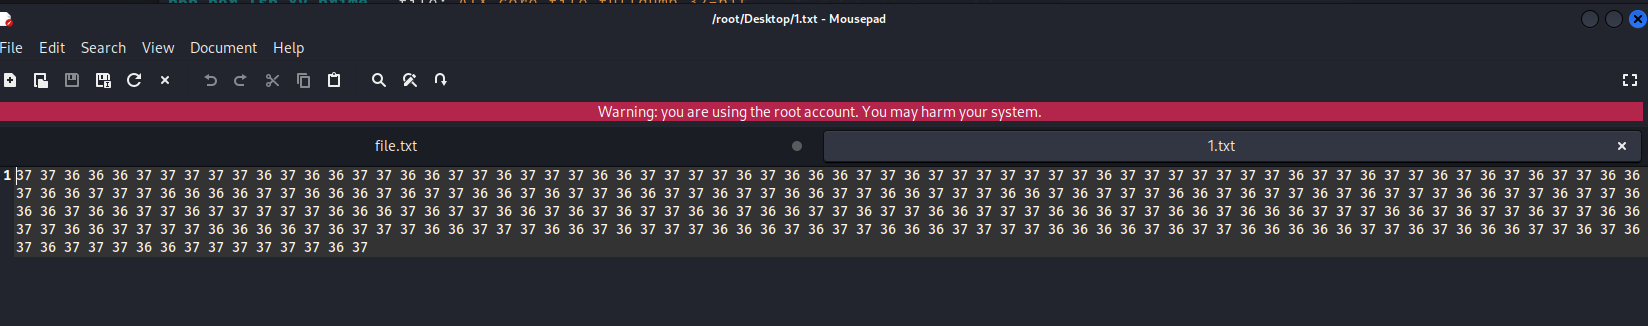 /root/Desktop/1.txt - Mousepad
File Edit Search View Document Help
Warning: you are using the root account. You may harm your system.
file.txt 1.txt
1 37 37 36 36 36 37 37 37 37 37 36 37 36 36 37 37 36 36 37 36 37 37 36 37 36 36 37 37 37 37 36 37 36 36 36 37 36 37 37 37 37 37 37 37 37 36 37 37 37 37 37 37 36 37 36 36 37 36 37 36 36 37 36 37 36 37 37 36 36
37 36 36 37 37 37 36 36 36 37 36 36 37 37 37 37 36 37 36 37 36 37 36 36 37 36 37 36 37 37 36 37 37 36 37 36 37 37 37 37 37 36 36 37 36 36 37 37 37 36 36 37 37 36 36 37 36 37 37 36 36 37 36 37 37 37 37 36
36 36 37 36 36 37 37 36 37 37 37 37 37 36 36 36 37 36 37 36 37 37 36 37 36 37 36 37 37 37 36 37 36 36 37 37 37 36 36 37 37 37 37 36 36 36 36 37 36 37 36 36 36 36 37 37 37 36 36 37 36 37 36 37 36 37 36 36
37 37 36 36 37 36 36 36 36 37 36 37 37 37 37 36 36 37 37 37 36 36 37 37 37 36 37 36 37 36 36 37 36 37 36 37 37 36 37 37 36 37 37 36 36 36 36 37 36 37 36 37 36 36 36 36 37 37 36 37 36 36 37 36 37 36 37 36
37 36 37 37 37 36 36 37 37 37 37 37 37 36 37